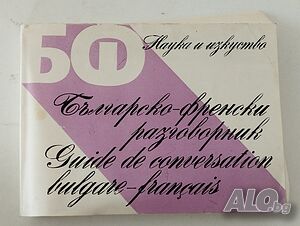 БФ
Наука и изкуство
Българско-френски
разговорник
Guide de conversation
bulgare-français
ALO.bg